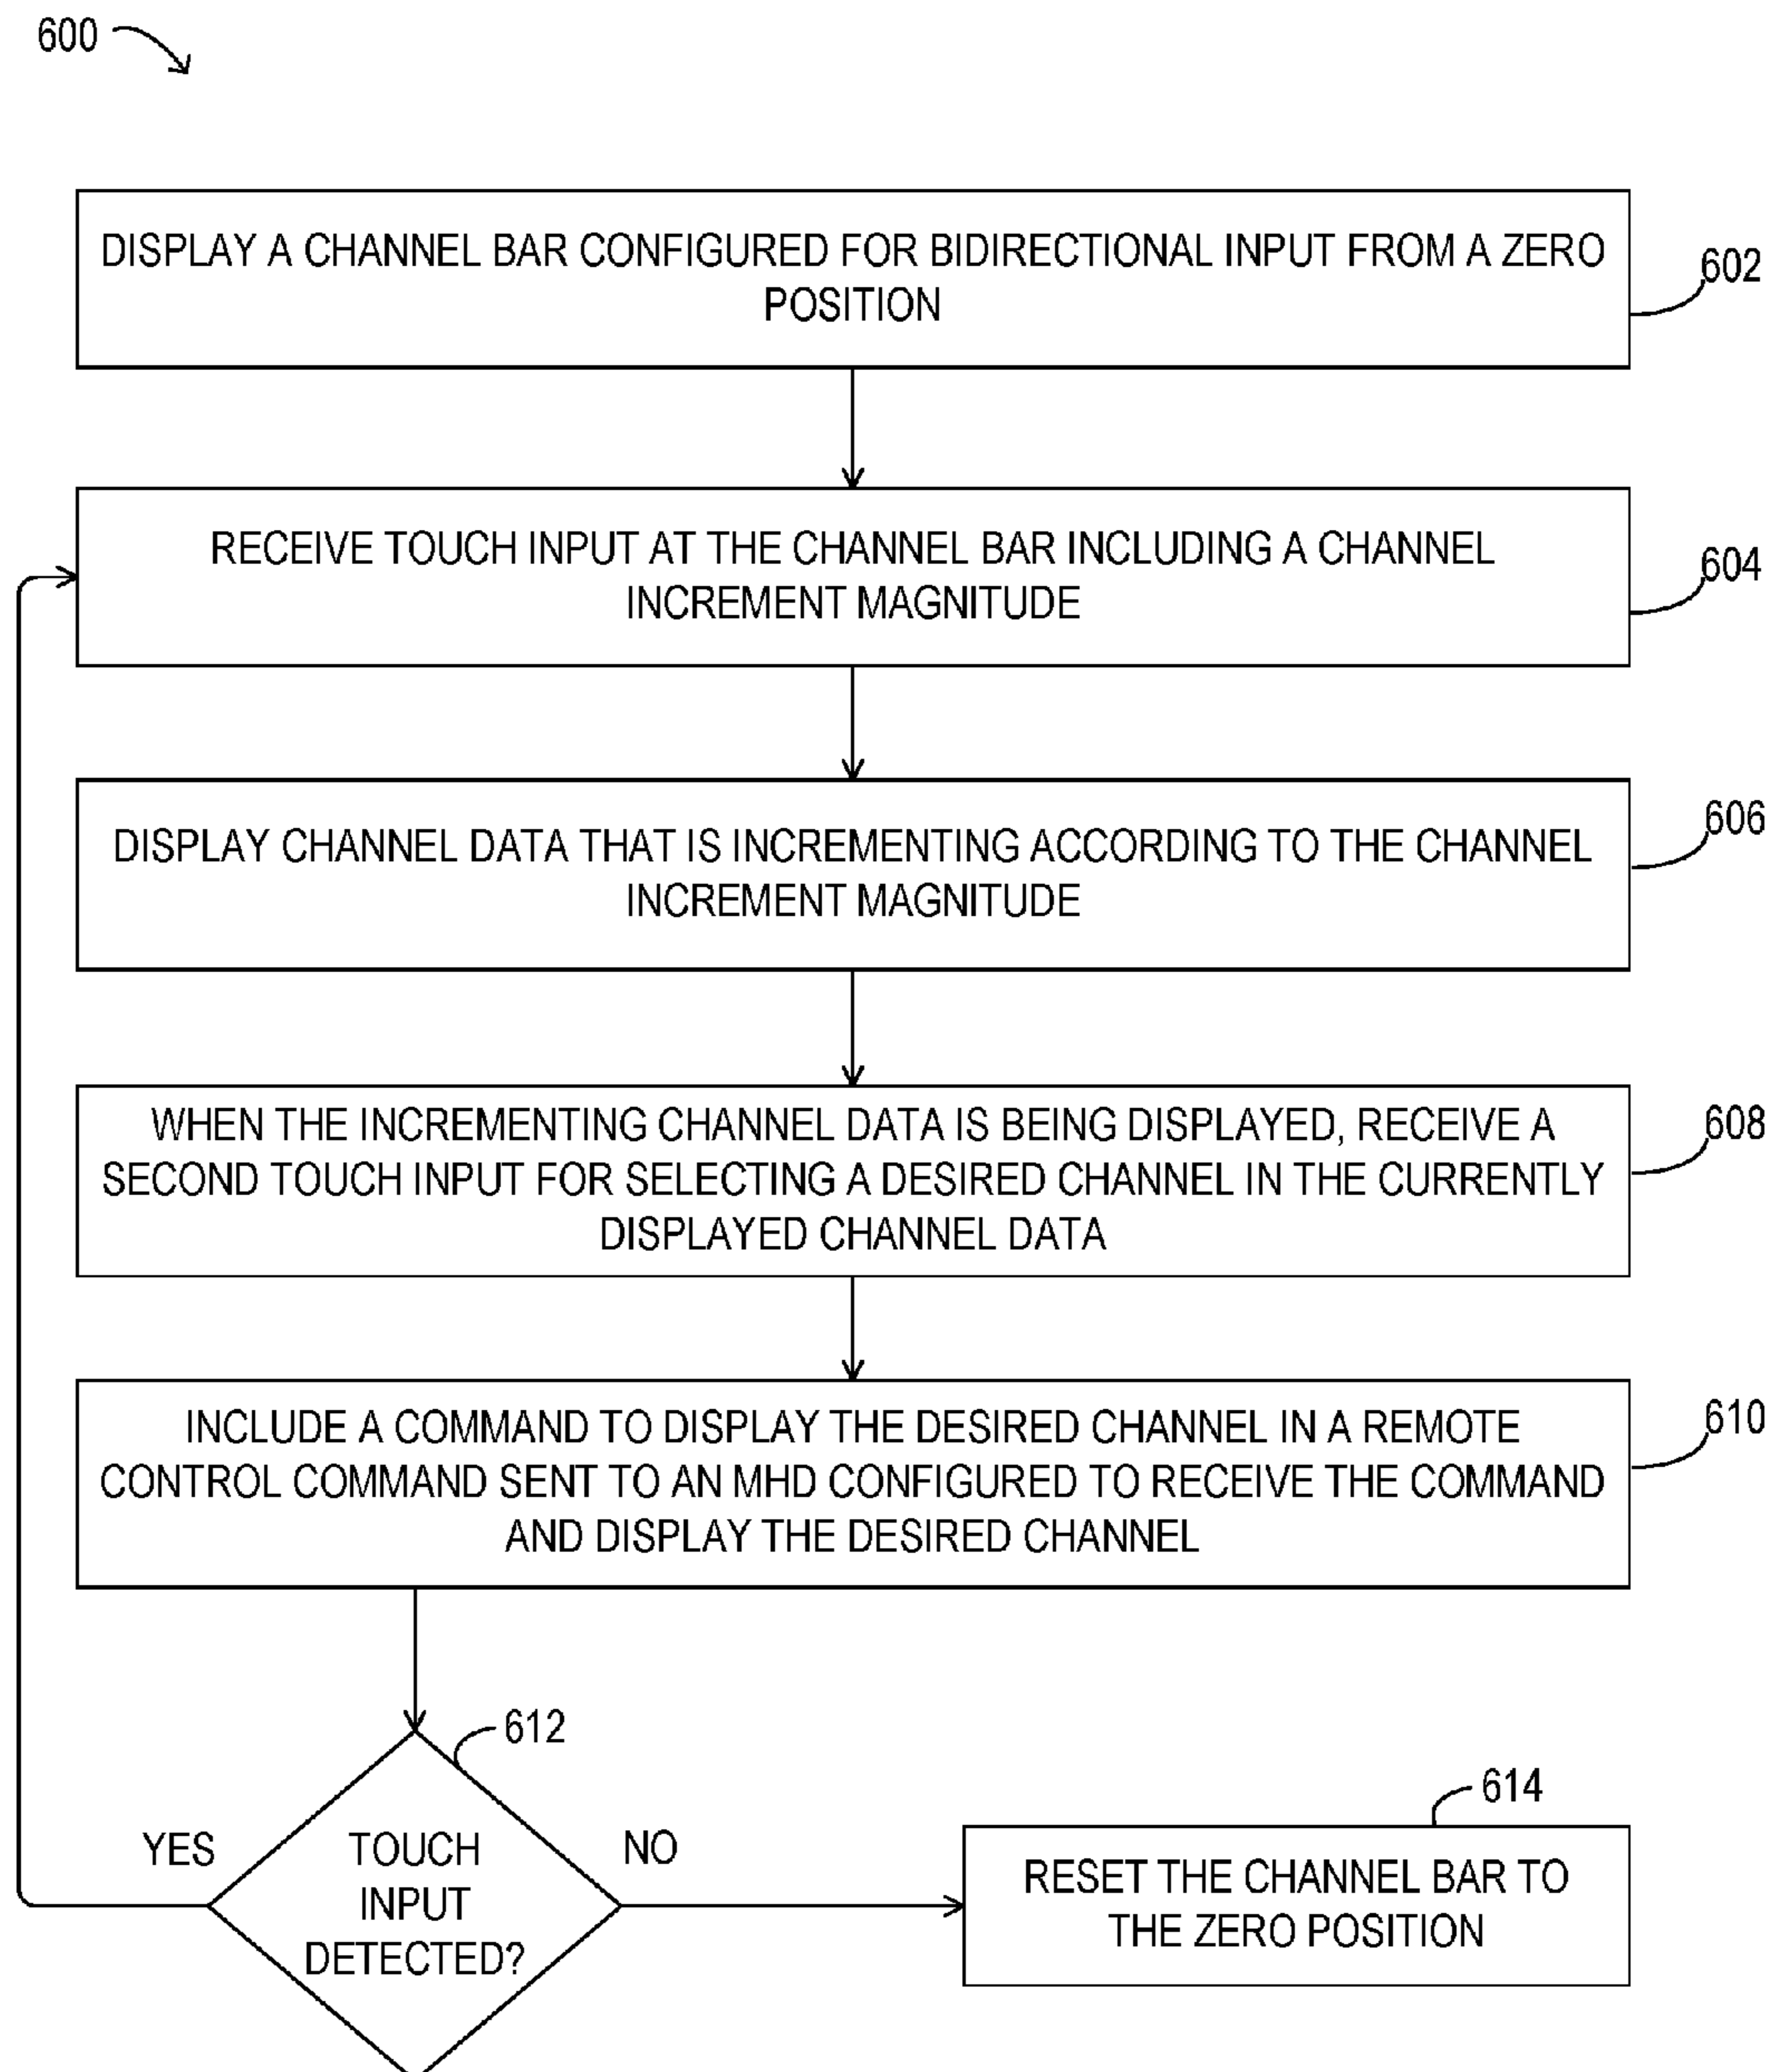 600
DISPLAY A CHANNEL BAR CONFIGURED FOR BIDIRECTIONAL INPUT FROM A ZERO
POSITION
602
RECEIVE TOUCH INPUT AT THE CHANNEL BAR INCLUDING A CHANNEL
INCREMENT MAGNITUDE
604
DISPLAY CHANNEL DATA THAT IS INCREMENTING ACCORDING TO THE CHANNEL
INCREMENT MAGNITUDE
606
WHEN THE INCREMENTING CHANNEL DATA IS BEING DISPLAYED, RECEIVE A
SECOND TOUCH INPUT FOR SELECTING A DESIRED CHANNEL IN THE CURRENTLY
DISPLAYED CHANNEL DATA
608
INCLUDE A COMMAND TO DISPLAY THE DESIRED CHANNEL IN A REMOTE
CONTROL COMMAND SENT TO AN MHD CONFIGURED TO RECEIVE THE COMMAND
AND DISPLAY THE DESIRED CHANNEL
610
612
YES
TOUCH
INPUT
DETECTED?
NO
614
RESET THE CHANNEL BAR TO
THE ZERO POSITION